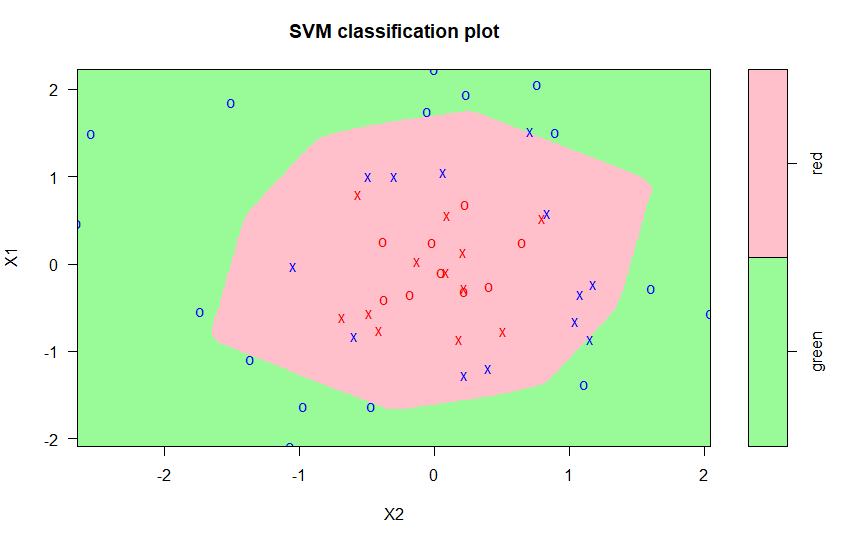 SVM classification plot
2
1
0
-1
-2
X1
-2
-1
0
1
2
X2
red
green